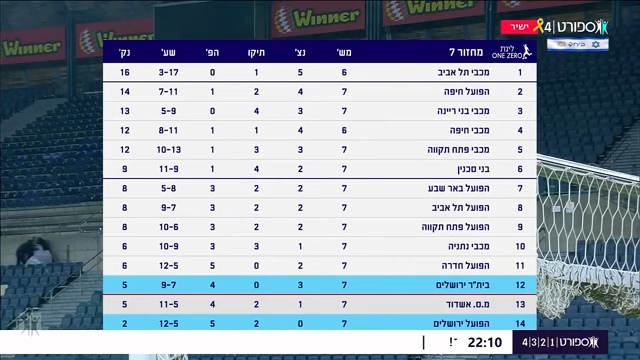 Winner
Winner
Winner
ישיר
ספורט 4
ביחד
ליגת ONE ZERO מחזור 7 מש' נצ' תיקו הפ' שע' נק'
1 מכבי תל אביב 6 5 1 0 3-17 16
2 הפועל חיפה 7 4 2 1 7-11 14
3 מכבי בני ריינה 7 3 4 0 5-9 13
4 מכבי חיפה 6 4 1 1 8-11 12
5 מכבי פתח תקווה 7 3 3 1 10-13 12
6 בני סכנין 7 2 4 1 11-9 9
7 הפועל באר שבע 7 2 2 3 5-8 8
8 הפועל תל אביב 7 2 2 3 9-7 8
9 הפועל פתח תקווה 7 2 2 3 10-6 8
10 מכבי נתניה 7 1 3 3 10-9 6
11 הפועל חדרה 7 2 0 5 12-5 6
12 בית"ר ירושלים 7 3 0 4 9-7 5
13 מ.ס. אשדוד 7 1 2 4 11-5 5
14 הפועל ירושלים 7 0 2 5 12-5 2
ספורט 1 2 3 4
22:10